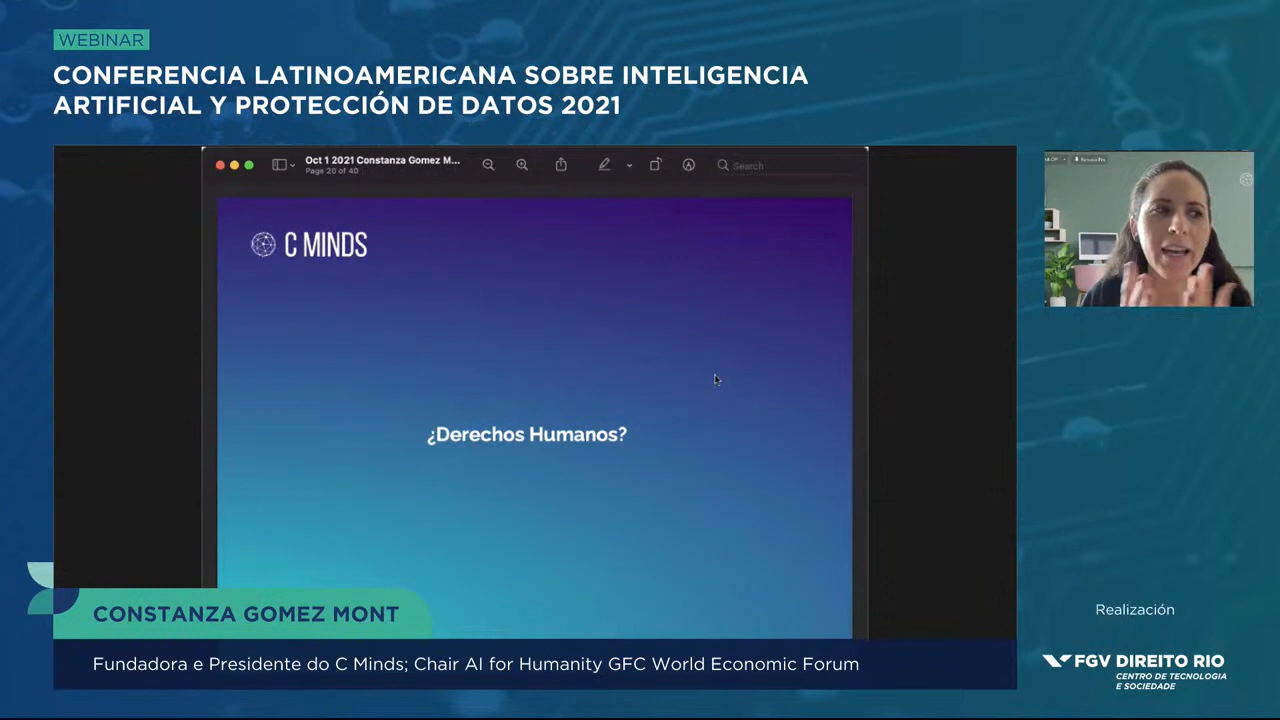 WEBINAR
CONFERENCIA LATINOAMERICANA SOBRE INTELIGENCIA
ARTIFICIAL Y PROTECCIÓN DE DATOS 2021
Oct 1 2021 Constanza Gomez M...
Page 20 of 40
Search
C MINDS
¿Derechos Humanos?
CONSTANZA GOMEZ MONT
Fundadora e Presidente do C Minds; Chair AI for Humanity GFC World Economic Forum
Realización
FGV DIREITO RIO
CENTRO DE TECNOLOGIA
E SOCIEDADE